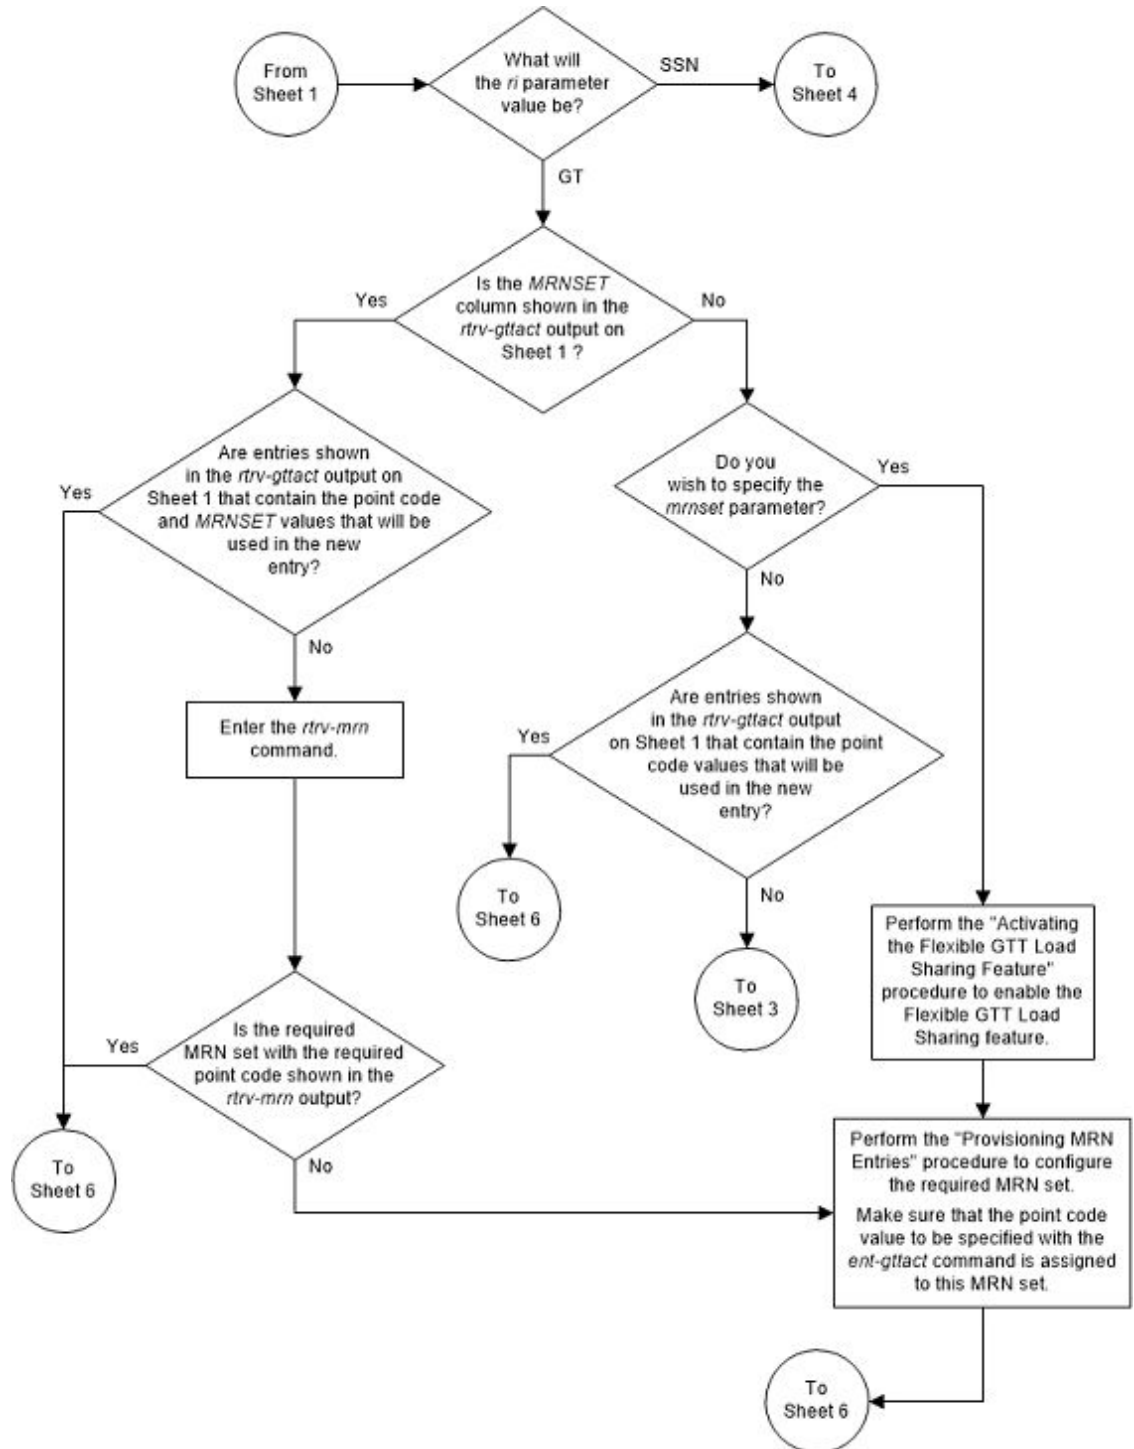 From
Sheet 1
What will
the ri parameter
value be?
SSN
To
Sheet 4
GT
Is the MRNSET
column shown in the
rtrv-gttact output on
Sheet 1 ?
Yes
No
Are entries shown
in the rtrv-gttact output on
Sheet 1 that contain the point code
and MRNSET values that will be
used in the new
entry?
Yes
No
Do you
wish to specify the
mrnset parameter?
Yes
No
Enter the rtrv-mrn
command.
Are entries shown
in the rtrv-gttact output
on Sheet 1 that contain the point
code values that will be
used in the new
entry?
Yes
No
To
Sheet 6
To
Sheet 3
Perform the "Activating
the Flexible GTT Load
Sharing Feature"
procedure to enable the
Flexible GTT Load
Sharing feature.
Is the required
MRN set with the required
point code shown in the
rtrv-mrn output?
Yes
No
To
Sheet 6
Perform the "Provisioning MRN
Entries" procedure to configure
the required MRN set.
Make sure that the point code
value to be specified with the
ent-gttact command is assigned
to this MRN set.
To
Sheet 6